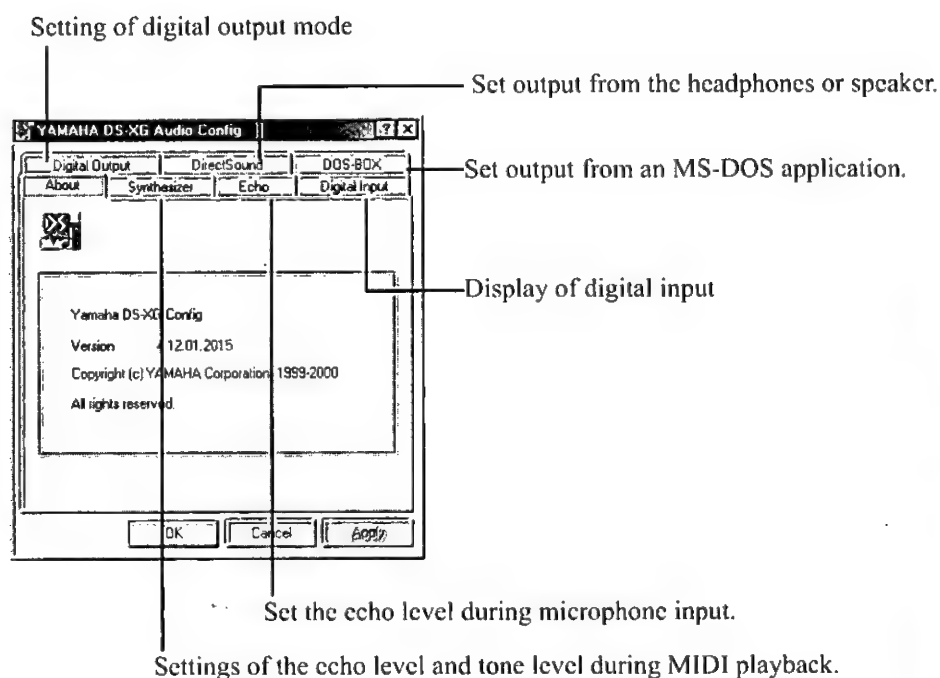 Setting of digital output mode
Set output from the headphones or speaker.
YAMAHA DS-XG Audio Config
Digital Output DirectSound DOS-BOX
Set output from an MS-DOS application.
About Synthesizer Echo Digital Input
Display of digital input
Yamaha DS-XG Config
Version 4.12.01.2015
Copyright (c) YAMAHA Corporation 1999-2000
All rights reserved.
OK Cancel Apply
Set the echo level during microphone input.
Settings of the echo level and tone level during MIDI playback.